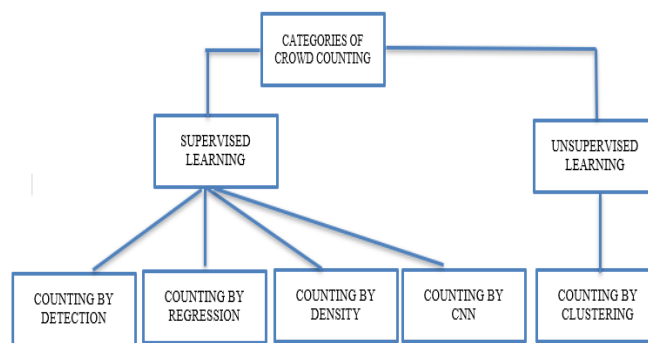 CATEGORIES OF
CROWD COUNTING
SUPERVISED
LEARNING
UNSUPERVISED
LEARNING
COUNTING BY
DETECTION
COUNTING BY
REGRESSION
COUNTING BY
DENSITY
COUNTING BY
CNN
COUNTING BY
CLUSTERING